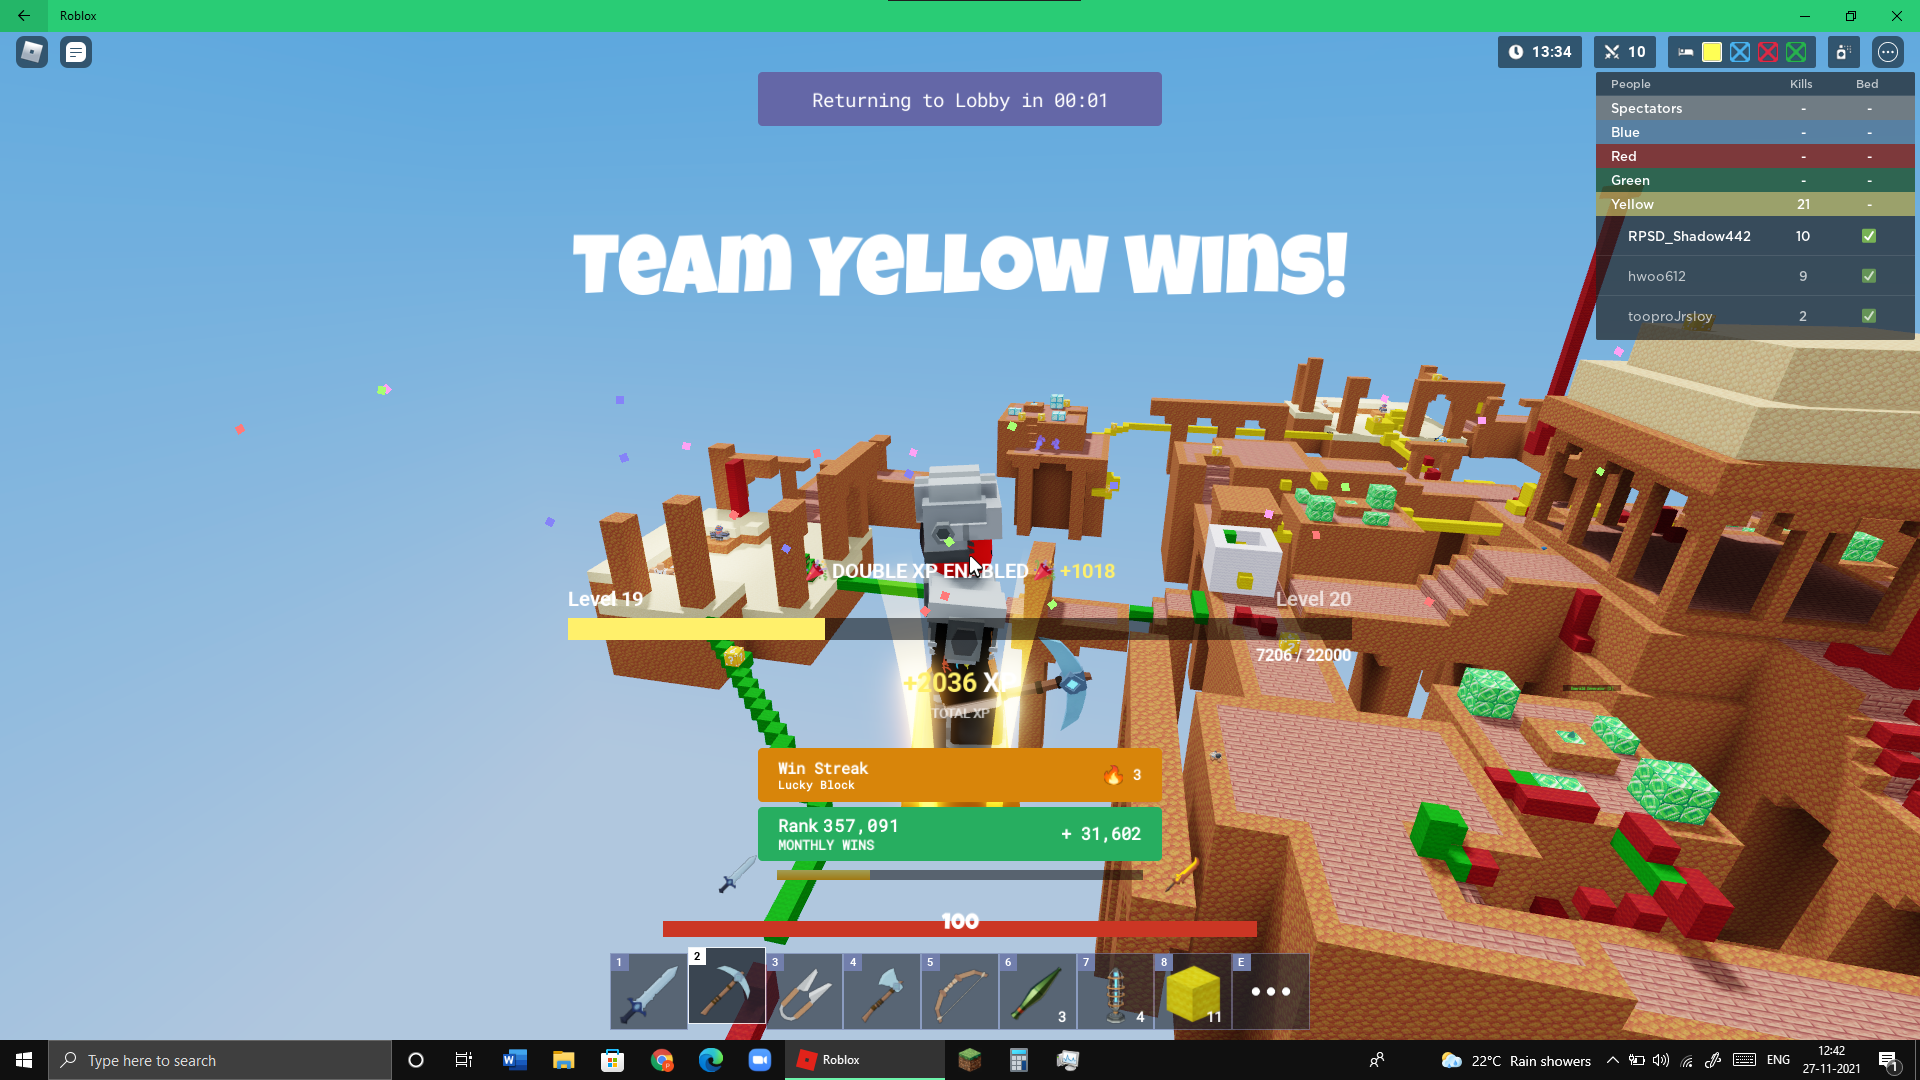 Roblox
13:34
10
Returning to Lobby in 00:01
People Kills Bed
Spectators - -
Blue - -
Red - -
Green - -
Yellow 21 -
RPSD_Shadow442 10
hwoo612 9
tooproJrsloy 2
TEAM YELLOW WINS!
DOUBLE XP ENABLED +1018
Level 19 Level 20
7206 / 22000
+2036 XP
TOTAL XP
Win Streak
Lucky Block
3
Rank 357,091
MONTHLY WINS
+ 31,602
100
1 2 3 4 5 6 7 8 E
3 4 11
Type here to search
Roblox
22°C Rain showers
ENG
12:42
27-11-2021
1